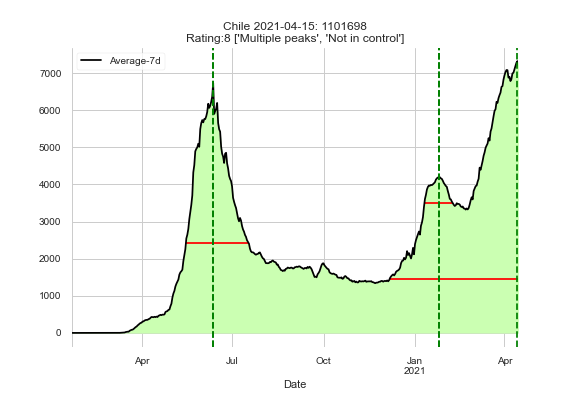 Chile 2021-04-15: 1101698
Rating:8 ['Multiple peaks', 'Not in control']
Average-7d
7000
6000
5000
4000
3000
2000
1000
0
Apr
Jul
Oct
Jan
2021
Apr
Date